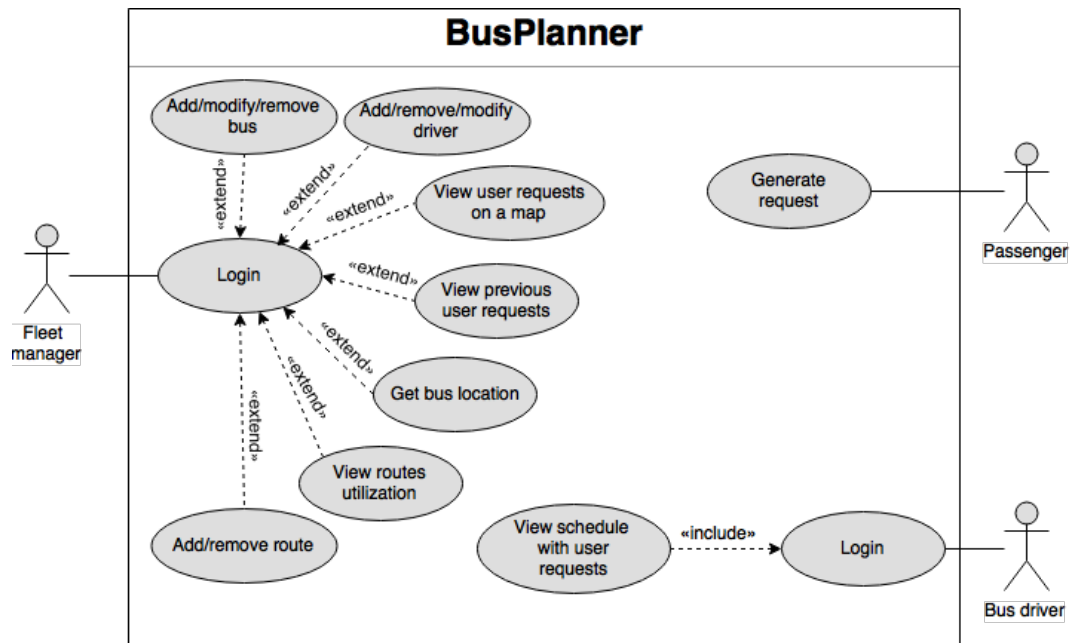 BusPlanner
Add/modify/remove
bus
Add/remove/modify
driver
«extend»
«extend»
View user requests
on a map
«extend»
Generate
request
Passenger
Login
Fleet
manager
«extend»
View previous
user requests
«extend»
Get bus location
«extend»
«extend»
View routes
utilization
Add/remove route
View schedule
with user
requests
«include»
Login
Bus driver